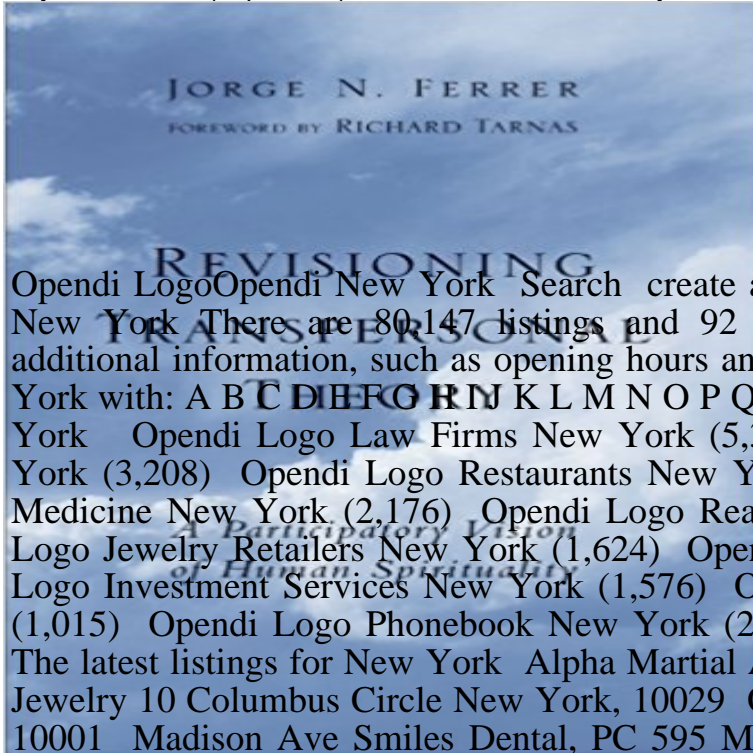 JORGE N. FERRER
FOREWORD BY RICHARD TARNAS
REVISIONING
Opendi LogoOpendi New York Search create a
New York There are 80,147 listings and 92
TRANSPERSONAL
additional information, such as opening hours an
York with: A B C D E F G H I J K L M N O P Q
THEORY
York Opendi Logo Law Firms New York (5,3
York (3,208) Opendi Logo Restaurants New Y
Medicine New York (2,176) Opendi Logo Rea
A Participatory Vision
Logo Jewelry Retailers New York (1,624) Oper
of Human Spirituality
Logo Investment Services New York (1,576) O
(1,015) Opendi Logo Phonebook New York (2
The latest listings for New York Alpha Martial A
Jewelry 10 Columbus Circle New York, 10029
10001 Madison Ave Smiles Dental, PC 595 M